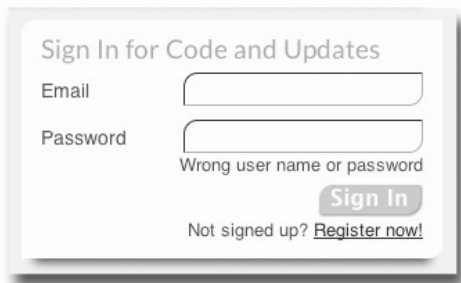 Sign In for Code and Updates
Email
Password
Wrong user name or password
Sign In
Not signed up? Register now!